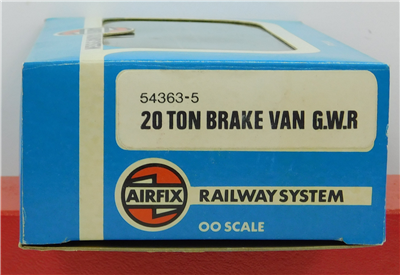 54363-5
20 TON BRAKE VAN G.W.R
AIRFIX RAILWAY SYSTEM
OO SCALE